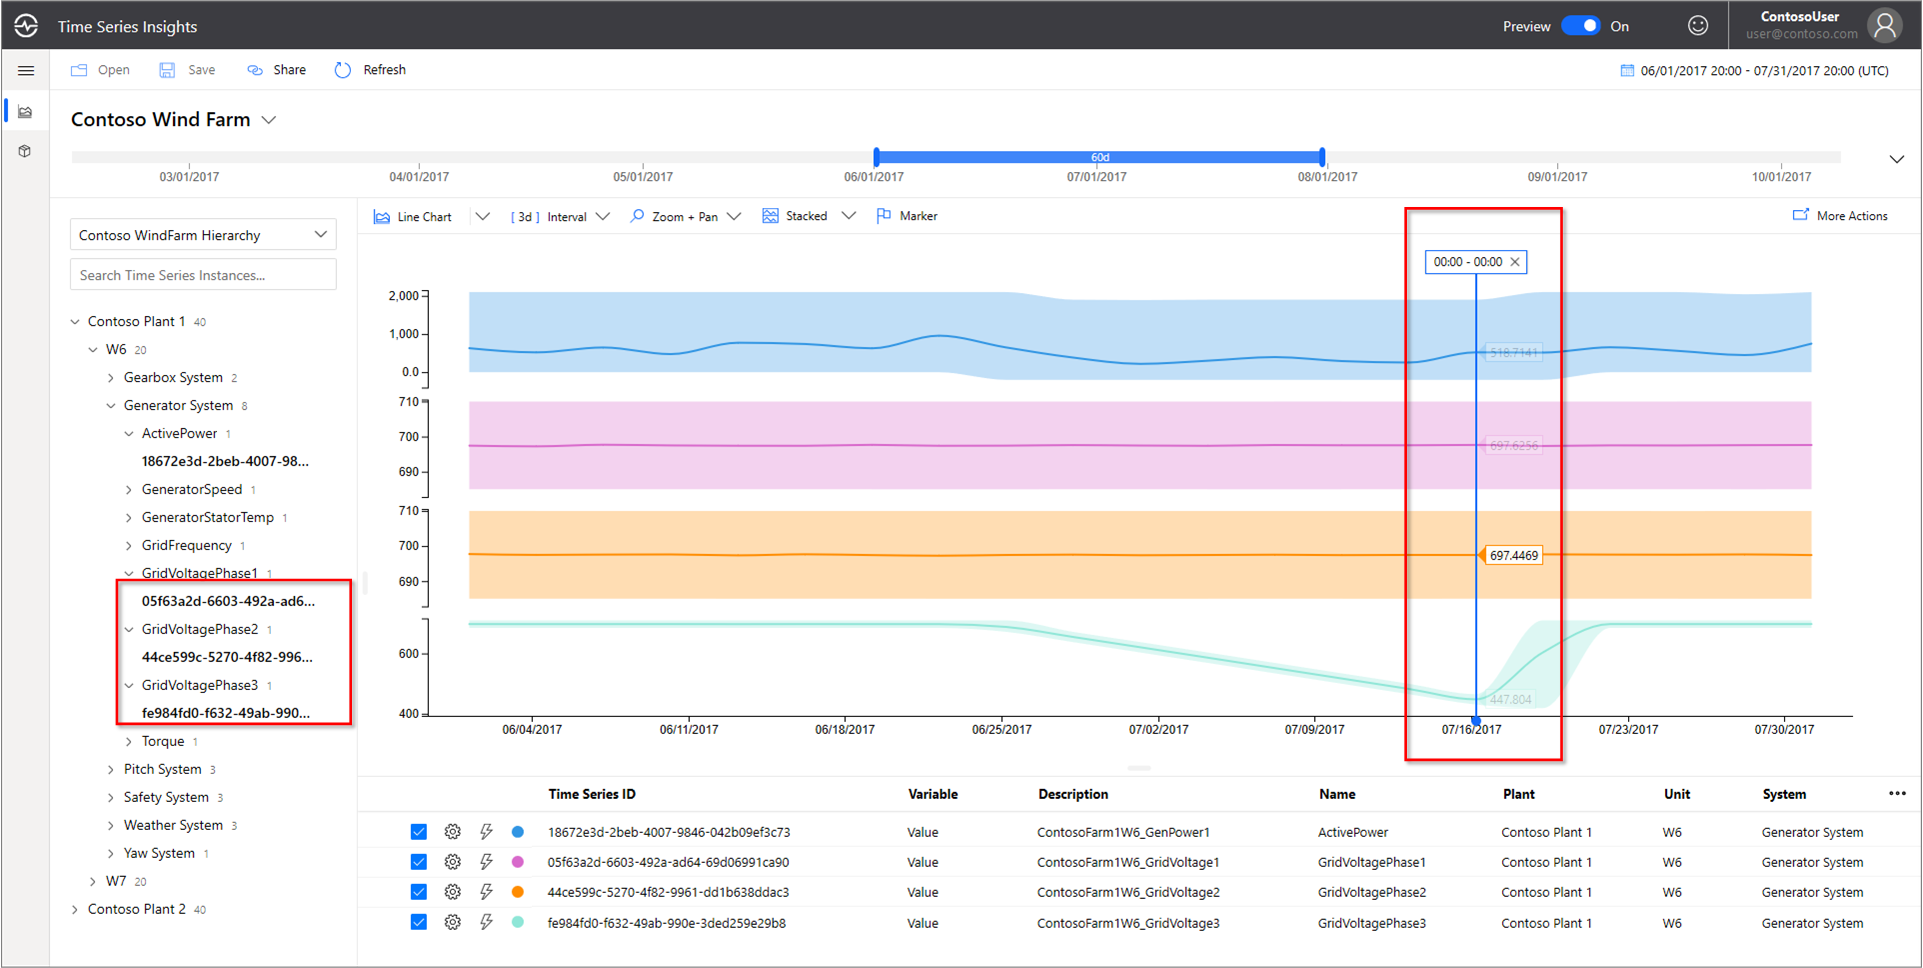 Time Series Insights
Preview On
ContosoUser
user@contoso.com
Open Save Share Refresh
06/01/2017 20:00 - 07/31/2017 20:00 (UTC)
Contoso Wind Farm
60d
03/01/2017 04/01/2017 05/01/2017 06/01/2017 07/01/2017 08/01/2017 09/01/2017 10/01/2017
Contoso WindFarm Hierarchy
Search Time Series Instances...
Contoso Plant 1 40
W6 20
Gearbox System 2
Generator System 8
ActivePower 1
18672e3d-2beb-4007-98...
GeneratorSpeed 1
GeneratorStatorTemp 1
GridFrequency 1
GridVoltagePhase1 1
05f63a2d-6603-492a-ad6...
GridVoltagePhase2 1
44ce599c-5270-4f82-996...
GridVoltagePhase3 1
fe984fd0-f632-49ab-990...
Torque 1
Pitch System 3
Safety System 3
Weather System 3
Yaw System 1
W7 20
Contoso Plant 2 40
Line Chart [ 3d ] Interval Zoom + Pan Stacked Marker More Actions
00:00 - 00:00
2,000
1,000
0.0
518.7141
710
700
690
697.6256
710
700
690
697.4469
600
400
447.804
06/04/2017 06/11/2017 06/18/2017 06/25/2017 07/02/2017 07/09/2017 07/16/2017 07/23/2017 07/30/2017
Time Series ID Variable Description Name Plant Unit System
18672e3d-2beb-4007-9846-042b09ef3c73 Value ContosoFarm1W6_GenPower1 ActivePower Contoso Plant 1 W6 Generator System
05f63a2d-6603-492a-ad64-69d06991ca90 Value ContosoFarm1W6_GridVoltage1 GridVoltagePhase1 Contoso Plant 1 W6 Generator System
44ce599c-5270-4f82-9961-dd1b638ddac3 Value ContosoFarm1W6_GridVoltage2 GridVoltagePhase2 Contoso Plant 1 W6 Generator System
fe984fd0-f632-49ab-990e-3ded259e29b8 Value ContosoFarm1W6_GridVoltage3 GridVoltagePhase3 Contoso Plant 1 W6 Generator System